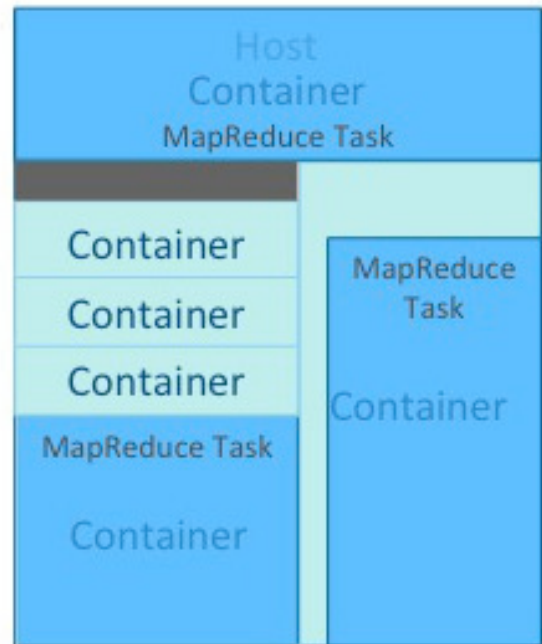 Host
Container
MapReduce Task
Container
Container
Container
MapReduce Task
Container
MapReduce
Task
Container